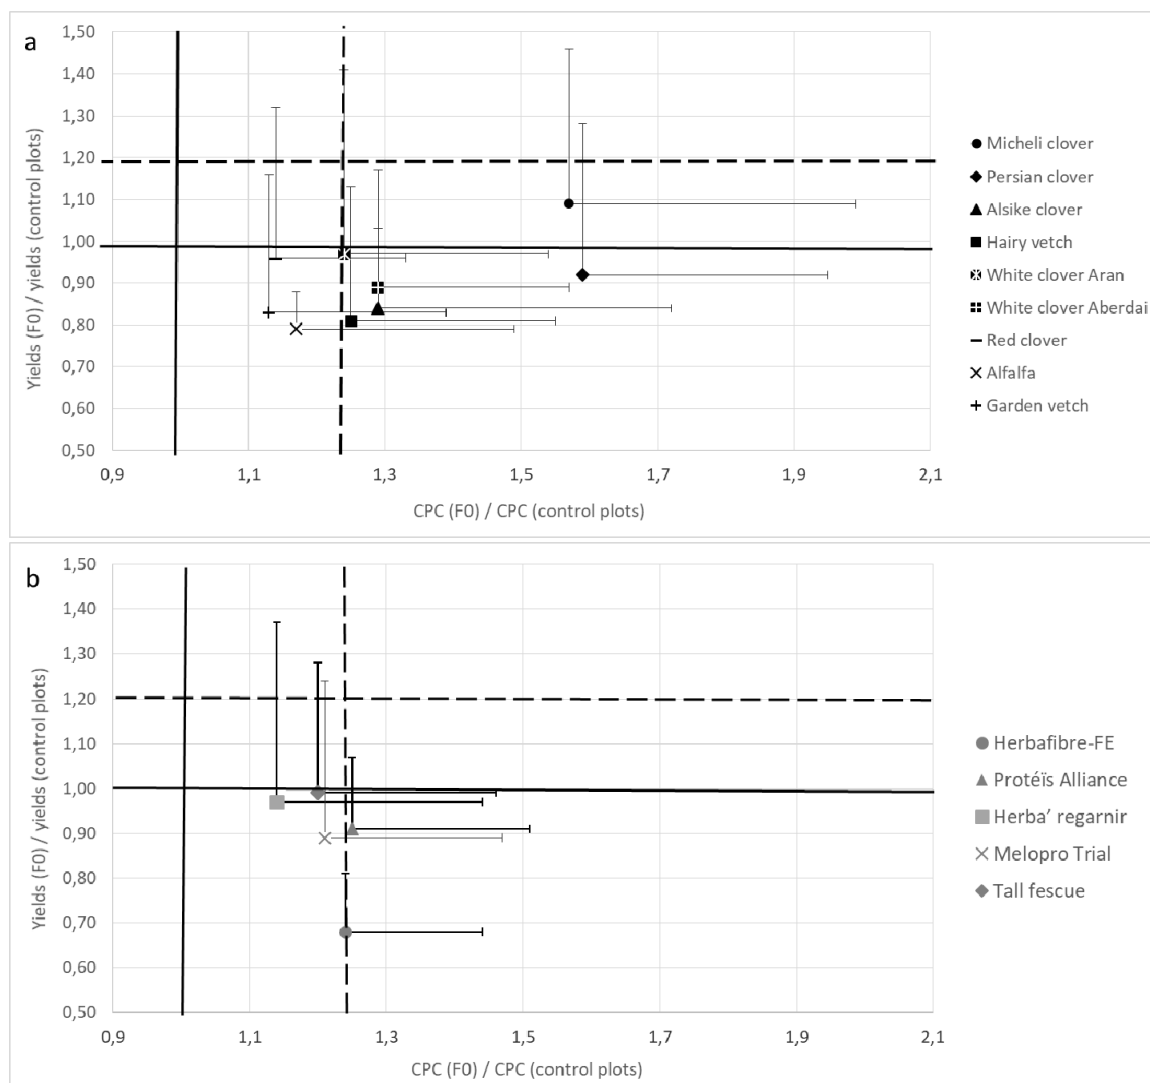 a
Yields (F0) / yields (control plots)
1,50
1,40
1,30
1,20
1,10
1,00
0,90
0,80
0,70
0,60
0,50
0,9
1,1
1,3
1,5
1,7
1,9
2,1
CPC (F0) / CPC (control plots)
Micheli clover
Persian clover
Alsike clover
Hairy vetch
White clover Aran
White clover Aberdai
Red clover
Alfalfa
Garden vetch
b
Yields (F0) / yields (control plots)
1,50
1,40
1,30
1,20
1,10
1,00
0,90
0,80
0,70
0,60
0,50
0,9
1,1
1,3
1,5
1,7
1,9
2,1
CPC (F0) / CPC (control plots)
Herbafibre-FE
Protéïs Alliance
Herba’ regarnir
Melopro Trial
Tall fescue